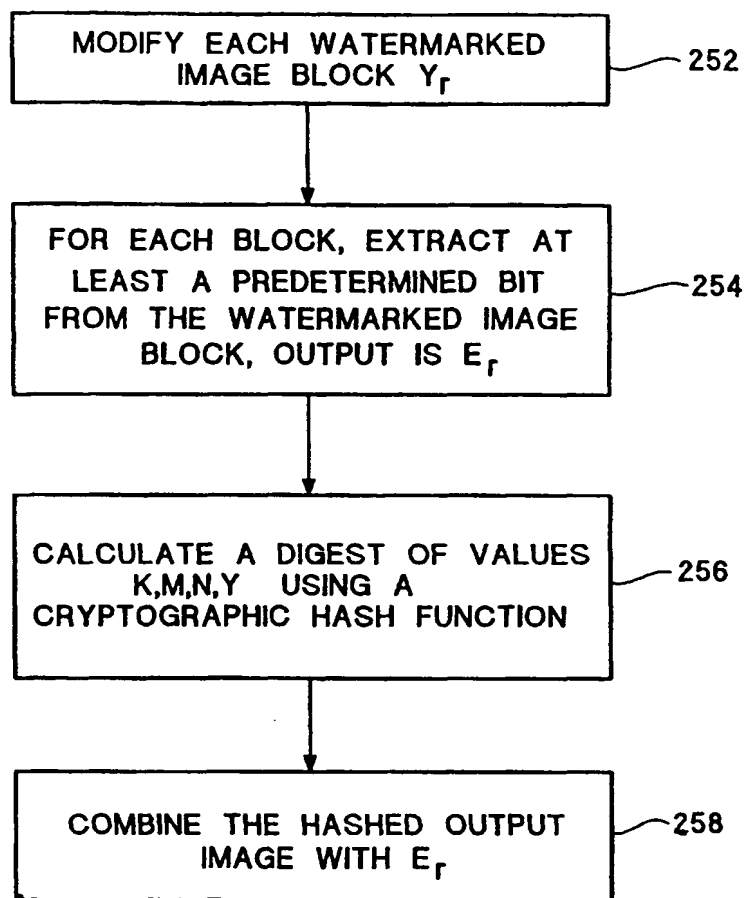 MODIFY EACH WATERMARKED
IMAGE BLOCK Yr
252
FOR EACH BLOCK, EXTRACT AT
LEAST A PREDETERMINED BIT
FROM THE WATERMARKED IMAGE
BLOCK, OUTPUT IS Er
254
CALCULATE A DIGEST OF VALUES
K,M,N,Y USING A
CRYPTOGRAPHIC HASH FUNCTION
256
COMBINE THE HASHED OUTPUT
IMAGE WITH Er
258